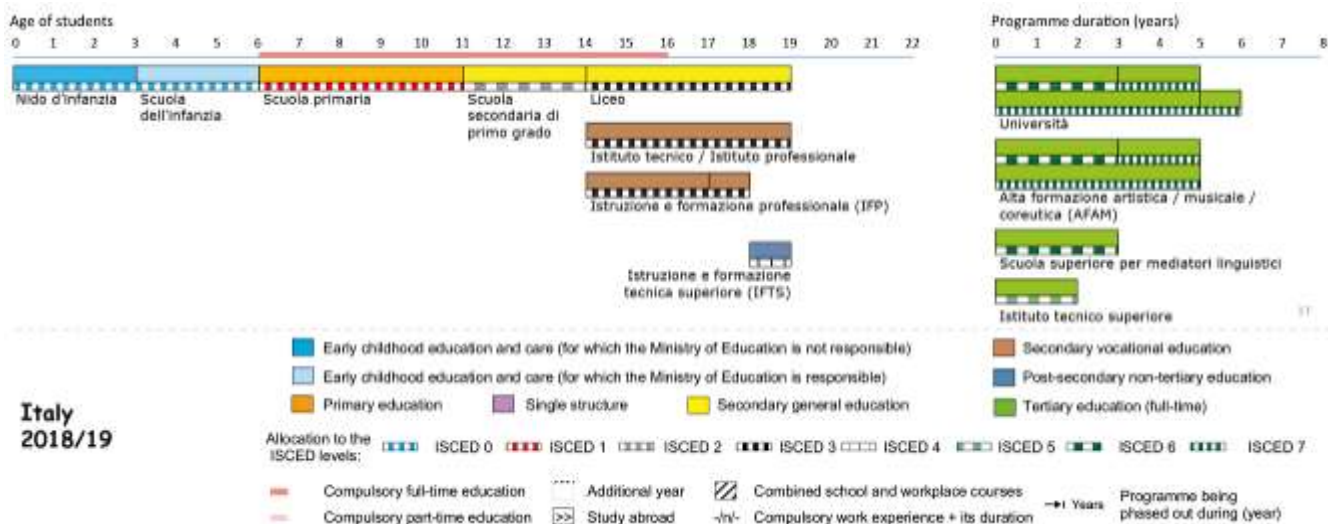 Age of students
Programme duration (years)
0 1 2 3 4 5 6 7 8 9 10 11 12 13 14 15 16 17 18 19 20 21 22
0 1 2 3 4 5 6 7 8
Nido d'infanzia
Scuola
dell'infanzia
Scuola primaria
Scuola
secondaria di
primo grado
Liceo
Istituto tecnico / Istituto professionale
Istruzione e formazione professionale (IFP)
Istruzione e formazione
tecnica superiore (IFTS)
Università
Alta formazione artistica / musicale /
coreutica (AFAM)
Scuola superiore per mediatori linguistici
Istituto tecnico superiore
Italy
2018/19
Early childhood education and care (for which the Ministry of Education is not responsible)
Early childhood education and care (for which the Ministry of Education is responsible)
Primary education
Single structure
Secondary general education
Secondary vocational education
Post-secondary non-tertiary education
Tertiary education (full-time)
Allocation to the
ISCED levels:
ISCED 0
ISCED 1
ISCED 2
ISCED 3
ISCED 4
ISCED 5
ISCED 6
ISCED 7
Compulsory full-time education
Compulsory part-time education
Additional year
>> Study abroad
Combined school and workplace courses
-/n/- Compulsory work experience + its duration
Years
Programme being
phased out during (year)